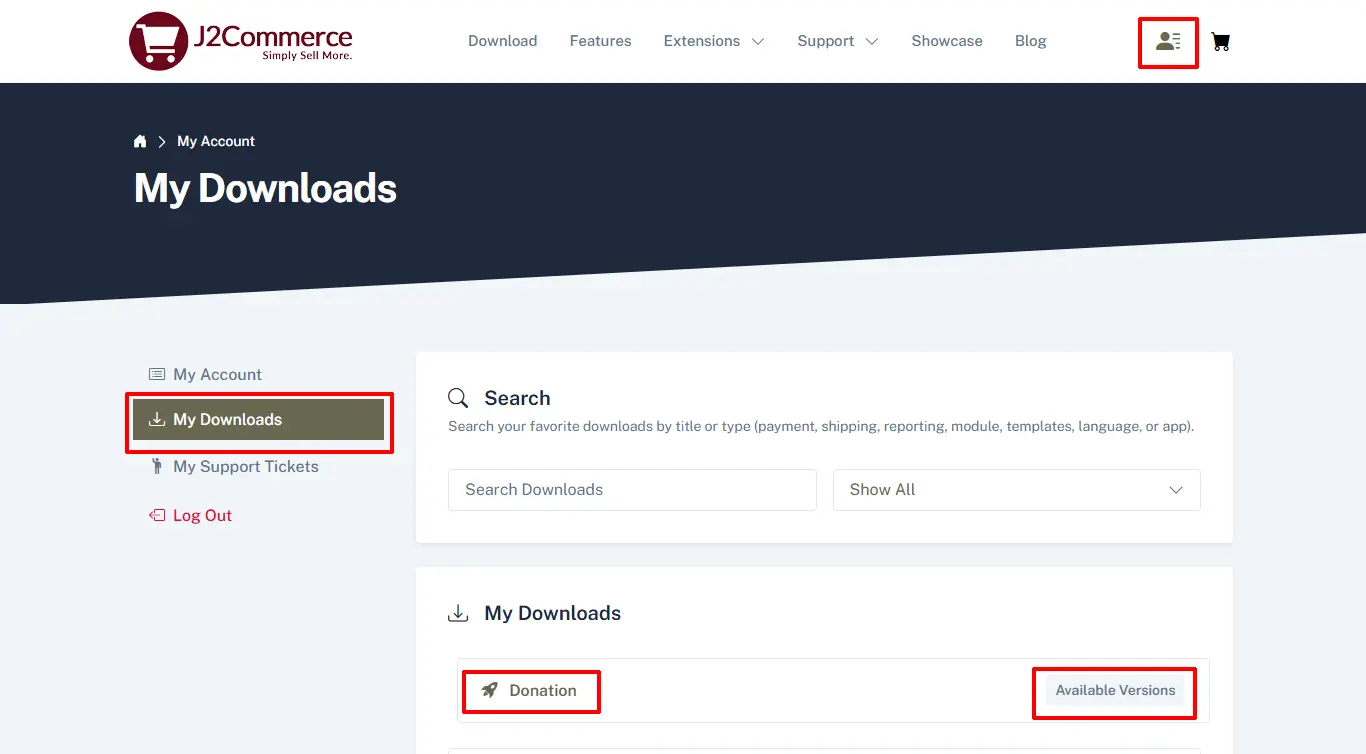 J2Commerce
Simply Sell More.
Download Features Extensions Support Showcase Blog
My Account
My Downloads
My Account
My Downloads
My Support Tickets
Log Out
Search
Search your favorite downloads by title or type (payment, shipping, reporting, module, templates, language, or app).
Search Downloads Show All
My Downloads
Donation Available Versions